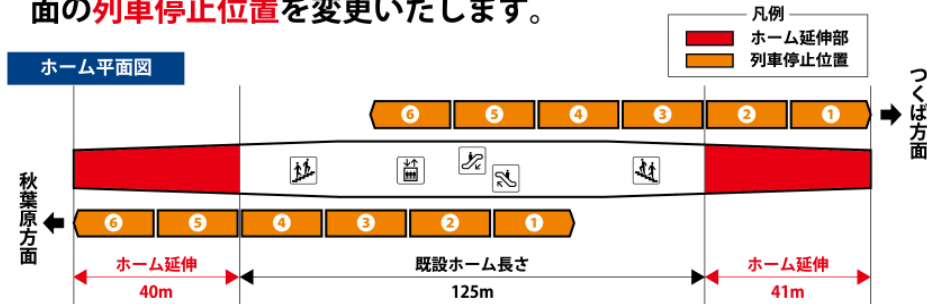 面の列車停止位置を変更いたします。
凡例
ホーム延伸部
列車停止位置
ホーム平面図
6 5 4 3 2 1
つくば方面
秋葉原方面
6 5 4 3 2 1
ホーム延伸
既設ホーム長さ
ホーム延伸
40m
125m
41m